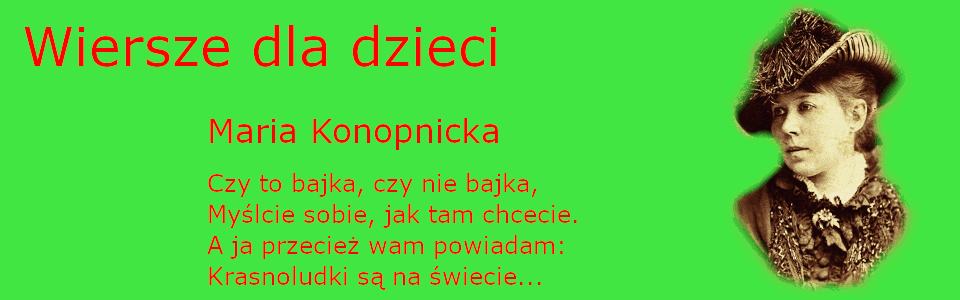 Wiersze dla dzieci
Maria Konopnicka
Czy to bajka, czy nie bajka,
Myślcie sobie, jak tam chcecie.
A ja przecież wam powiadam:
Krasnoludki są na świecie...